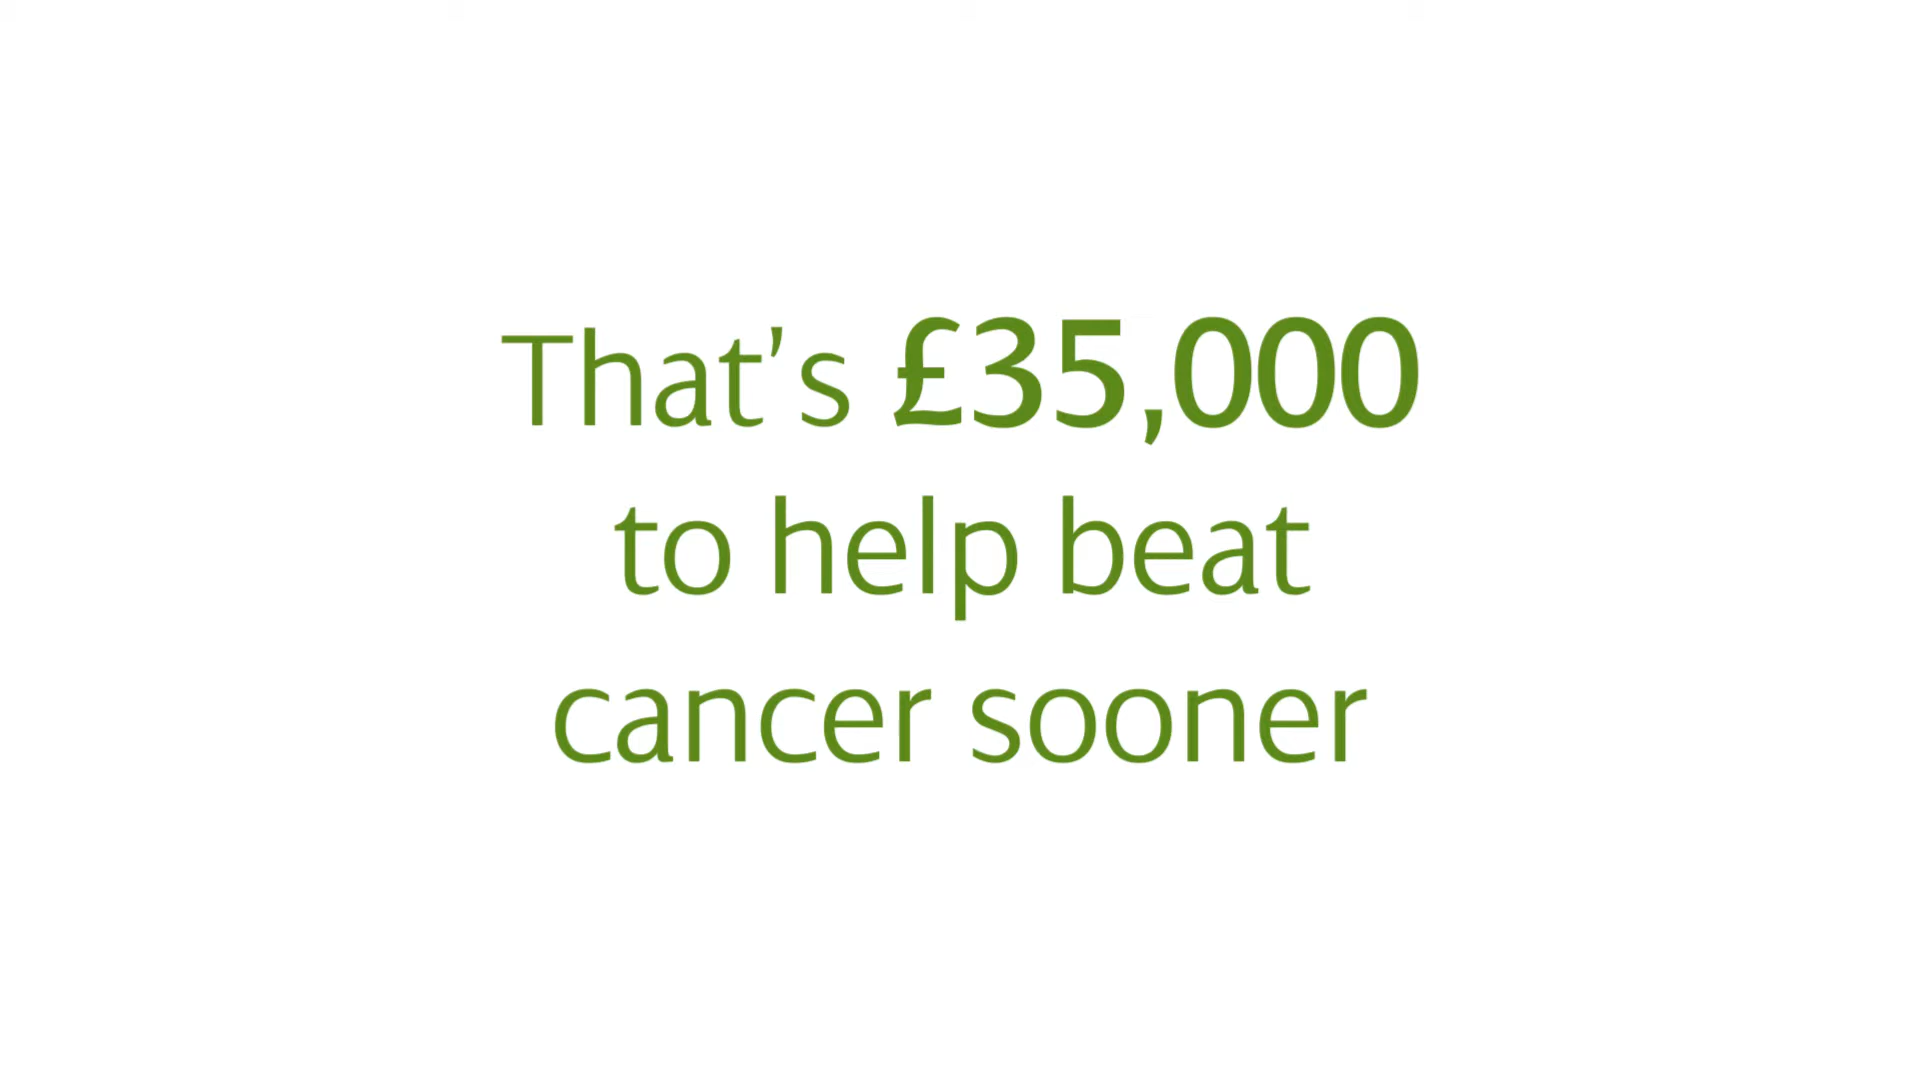 That’s £35,000
to help beat
cancer sooner